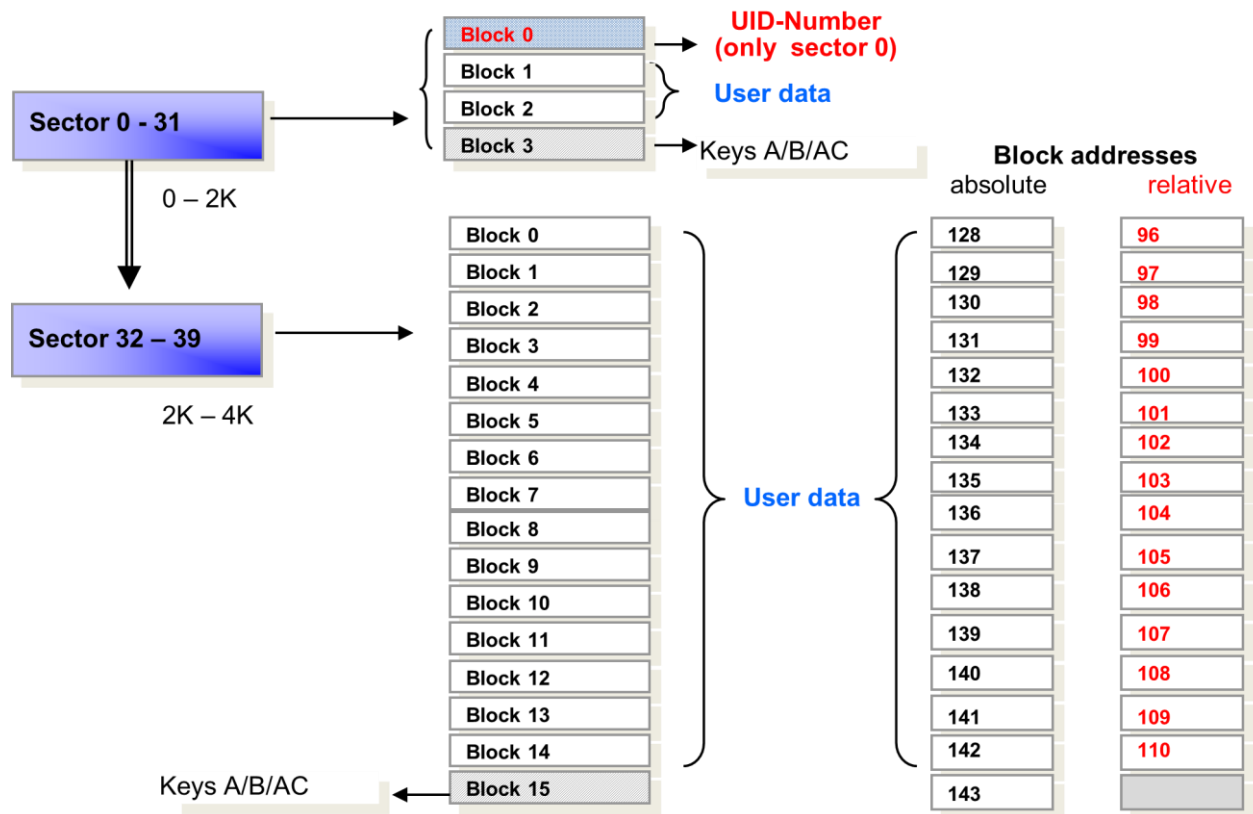 Block 0
UID-Number
(only sector 0)
Block 1
Block 2
User data
Sector 0 - 31
Block 3
Keys A/B/AC
0 – 2K
Block addresses
absolute
relative
Block 0
128
96
Block 1
129
97
Block 2
130
98
Sector 32 – 39
Block 3
131
99
Block 4
132
100
2K – 4K
Block 5
133
101
Block 6
134
102
Block 7
135
103
User data
Block 8
136
104
Block 9
137
105
Block 10
138
106
Block 11
139
107
Block 12
140
108
Block 13
141
109
Block 14
142
110
Keys A/B/AC
Block 15
143